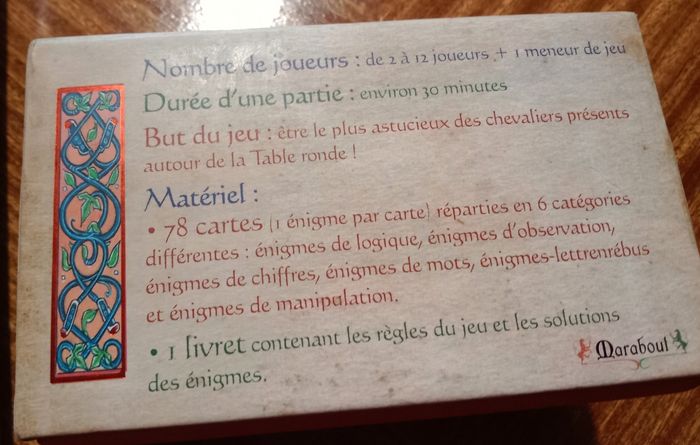 Nombre de joueurs : de 2 à 12 joueurs + 1 meneur de jeu
Durée d'une partie : environ 30 minutes
But du jeu : être le plus astucieux des chevaliers présents
autour de la Table ronde !
Matériel :
• 78 cartes (1 énigme par carte) réparties en 6 catégories
différentes : énigmes de logique, énigmes d'observation,
énigmes de chiffres, énigmes de mots, énigmes-lettrenrébus
et énigmes de manipulation.
• 1 livret contenant les règles du jeu et les solutions
des énigmes.
Marabout